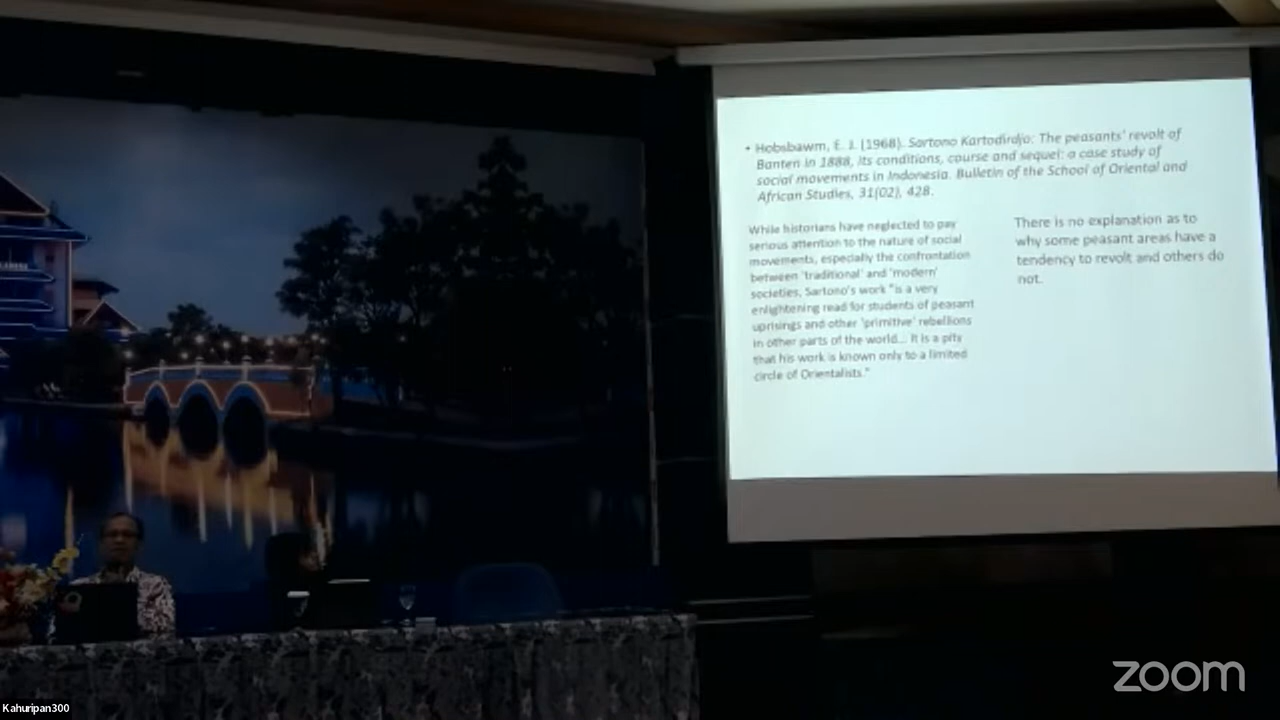 • Hobsbawm, E. J. (1968). Sartono Kartodirdjo: The peasants' revolt of
Banten in 1888, its conditions, course and sequel: a case study of
social movements in Indonesia. Bulletin of the School of Oriental and
African Studies, 31(02), 428.
While historians have neglected to pay
serious attention to the nature of social
movements, especially the confrontation
between 'traditional' and 'modern'
societies, Sartono's work "is a very
enlightening read for students of peasant
uprisings and other 'primitive' rebellions
in other parts of the world... It is a pity
that his work is known only to a limited
circle of Orientalists."
There is no explanation as to
why some peasant areas have a
tendency to revolt and others do
not.
zoom
Kahuripan300